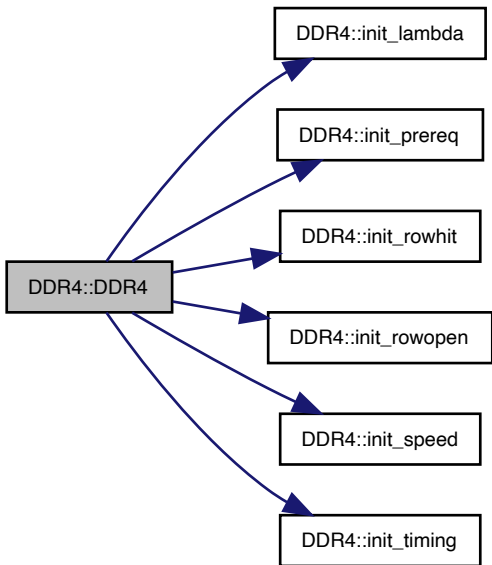 DDR4::init_lambda
DDR4::init_prereq
DDR4::init_rowhit
DDR4::DDR4
DDR4::init_rowopen
DDR4::init_speed
DDR4::init_timing